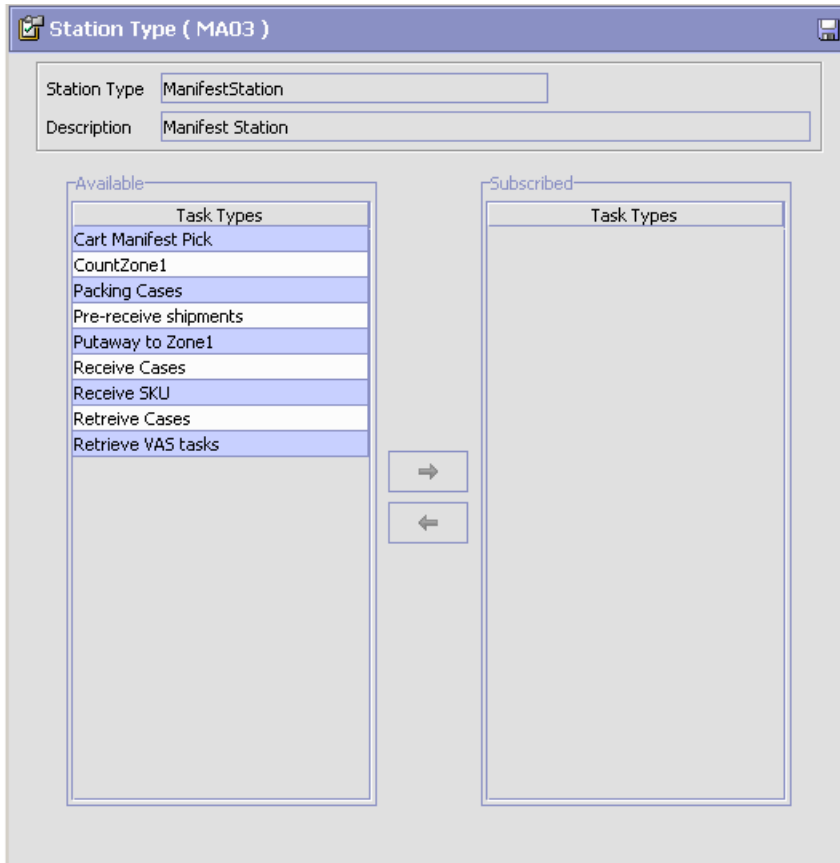 Station Type ( MA03 )
Station Type ManifestStation
Description Manifest Station
Available
Task Types
Cart Manifest Pick
CountZone1
Packing Cases
Pre-receive shipments
Putaway to Zone1
Receive Cases
Receive SKU
Retreive Cases
Retrieve VAS tasks
Subscribed
Task Types